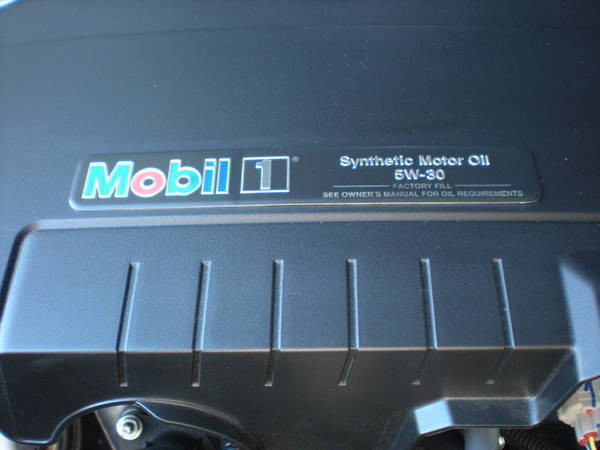 Mobil 1®
Synthetic Motor Oil
5W-30
FACTORY FILL
SEE OWNER'S MANUAL FOR OIL REQUIREMENTS